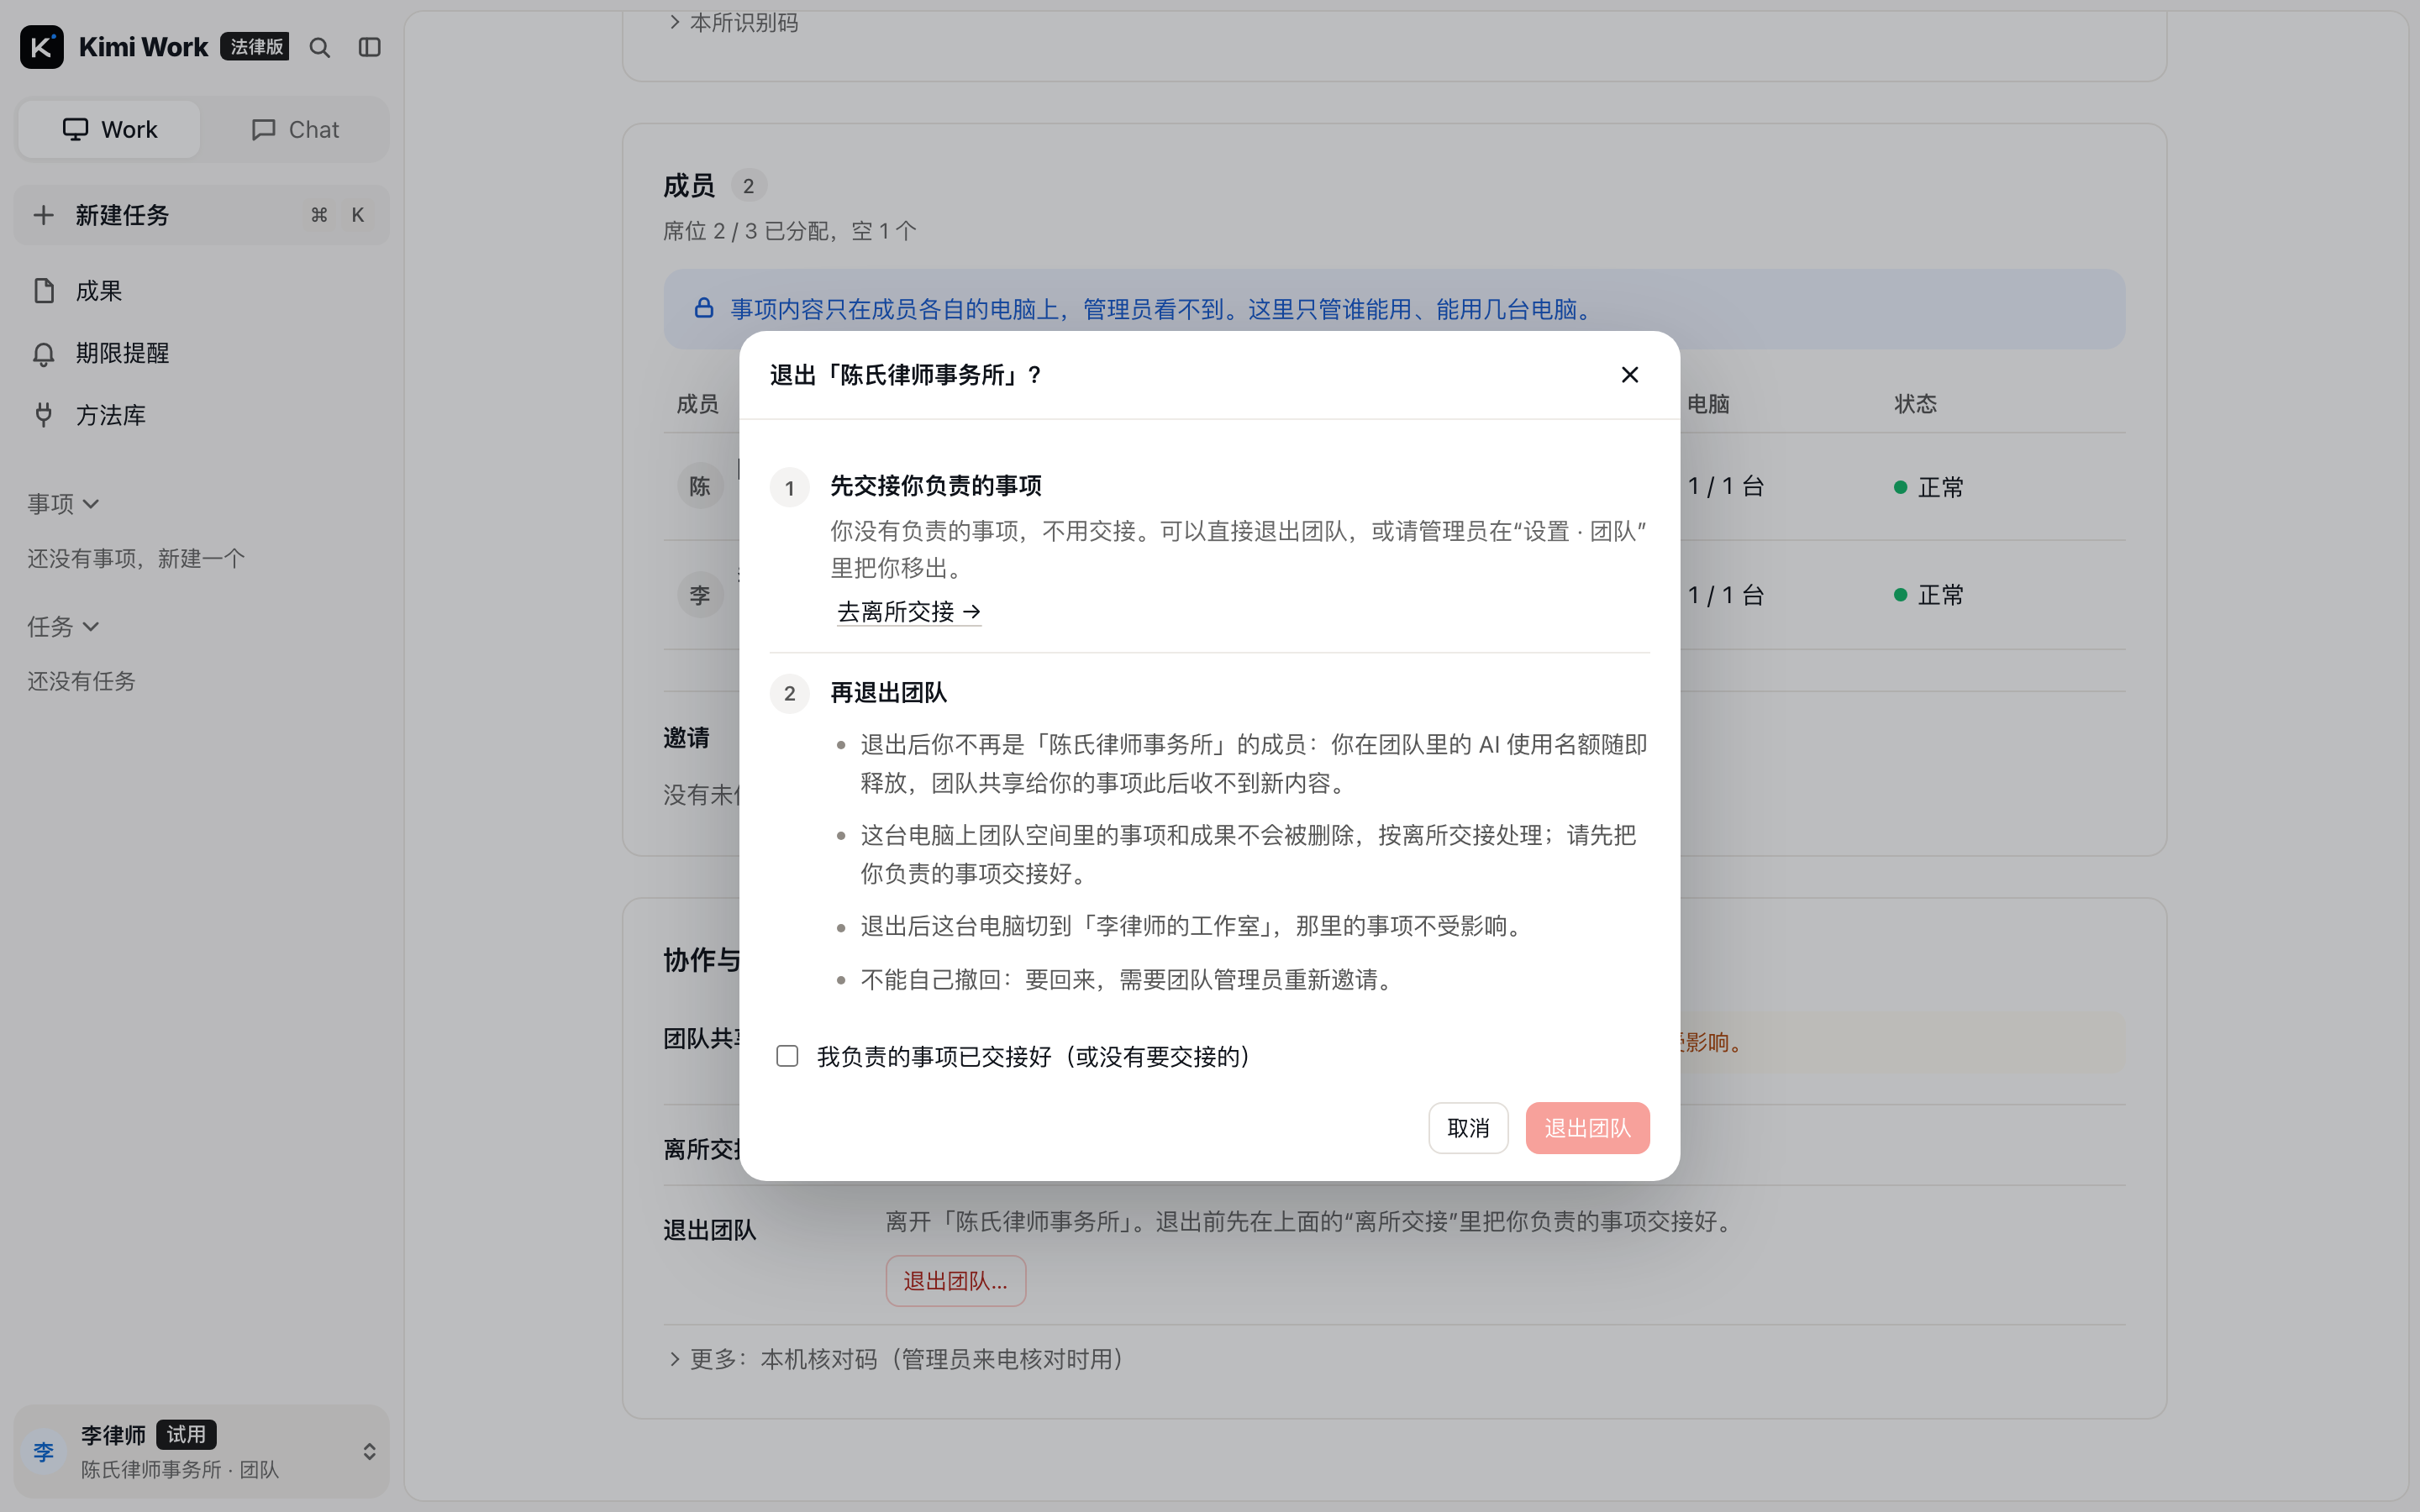 Kimi Work 法律版
Work
Chat
新建任务 ⌘ K
成果
期限提醒
方法库
事项
还没有事项，新建一个
任务
还没有任务
李 李律师 试用
陈氏律师事务所 · 团队
本所识别码
成员 2
席位 2 / 3 已分配，空 1 个
事项内容只在成员各自的电脑上，管理员看不到。这里只管谁能用、能用几台电脑。
成员 电脑 状态
陈 1 / 1 台 正常
李 1 / 1 台 正常
邀请
没有未
协作与
团队共
受影响。
离所交
退出团队
离开「陈氏律师事务所」。退出前先在上面的“离所交接”里把你负责的事项交接好。
退出团队...
更多：本机核对码（管理员来电核对时用）
退出「陈氏律师事务所」？
1 先交接你负责的事项
你没有负责的事项，不用交接。可以直接退出团队，或请管理员在“设置 · 团队”
里把你移出。
去离所交接 →
2 再退出团队
退出后你不再是「陈氏律师事务所」的成员：你在团队里的 AI 使用名额随即
释放，团队共享给你的事项此后收不到新内容。
这台电脑上团队空间里的事项和成果不会被删除，按离所交接处理；请先把
你负责的事项交接好。
退出后这台电脑切到「李律师的工作室」，那里的事项不受影响。
不能自己撤回：要回来，需要团队管理员重新邀请。
我负责的事项已交接好（或没有要交接的）
取消
退出团队